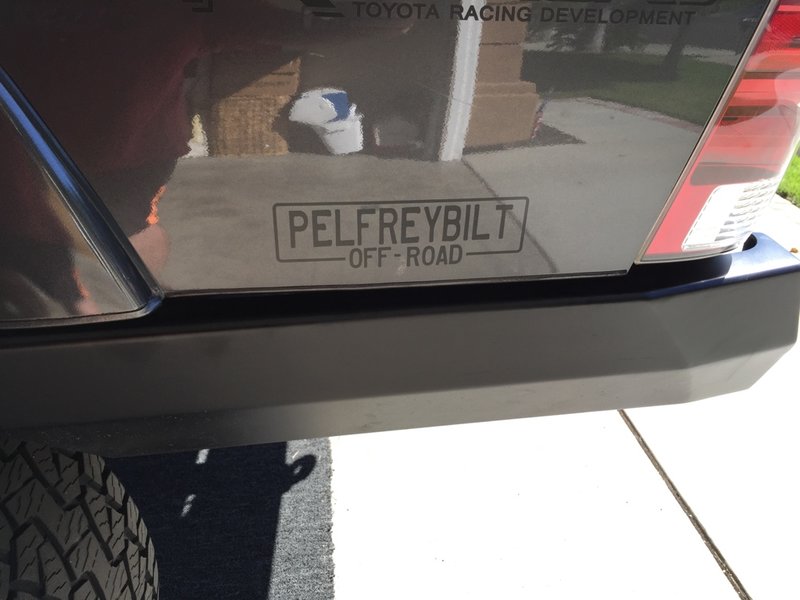 TOYOTA RACING DEVELOPMENT
PELFREYBILT
OFF-ROAD